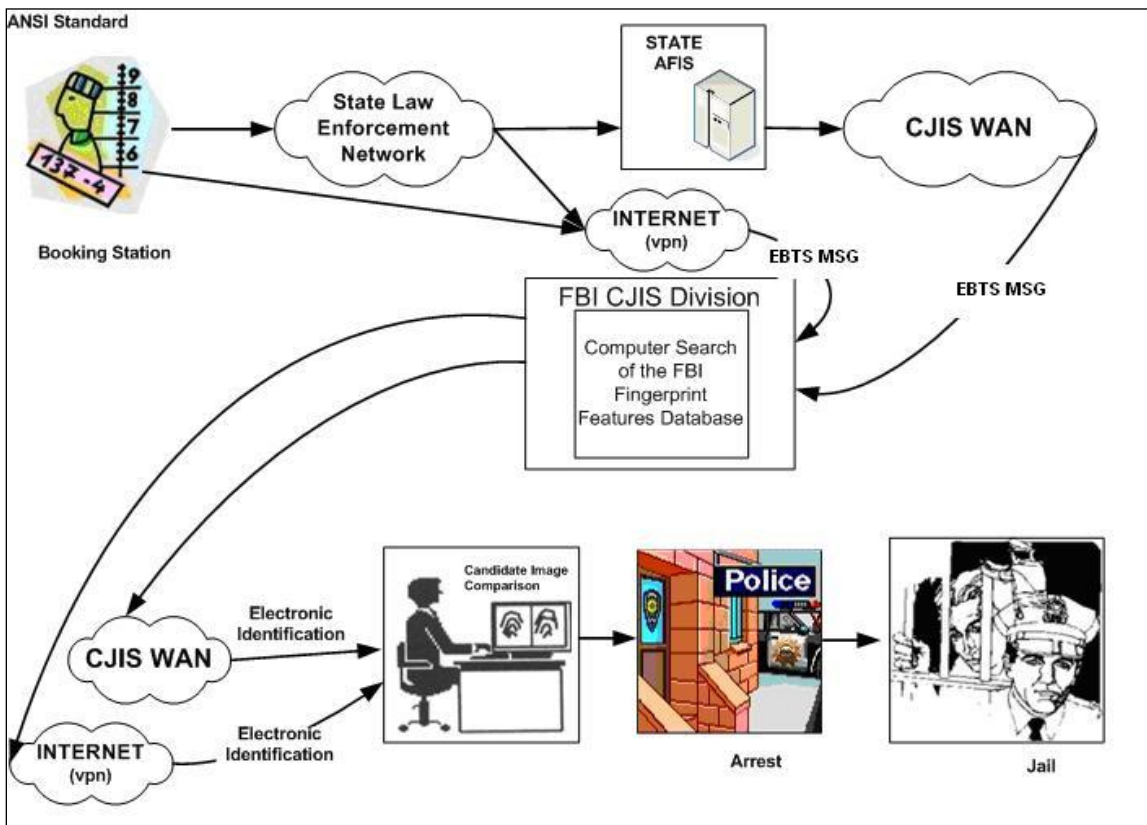 ANSI Standard
9
8
7
6
137-4
Booking Station
State Law
Enforcement
Network
STATE
AFIS
CJIS WAN
INTERNET
(vpn)
EBTS MSG
EBTS MSG
FBI CJIS Division
Computer Search
of the FBI
Fingerprint
Features Database
CJIS WAN
Electronic
Identification
INTERNET
(vpn)
Electronic
Identification
Candidate Image
Comparison
Police
Arrest
Jail